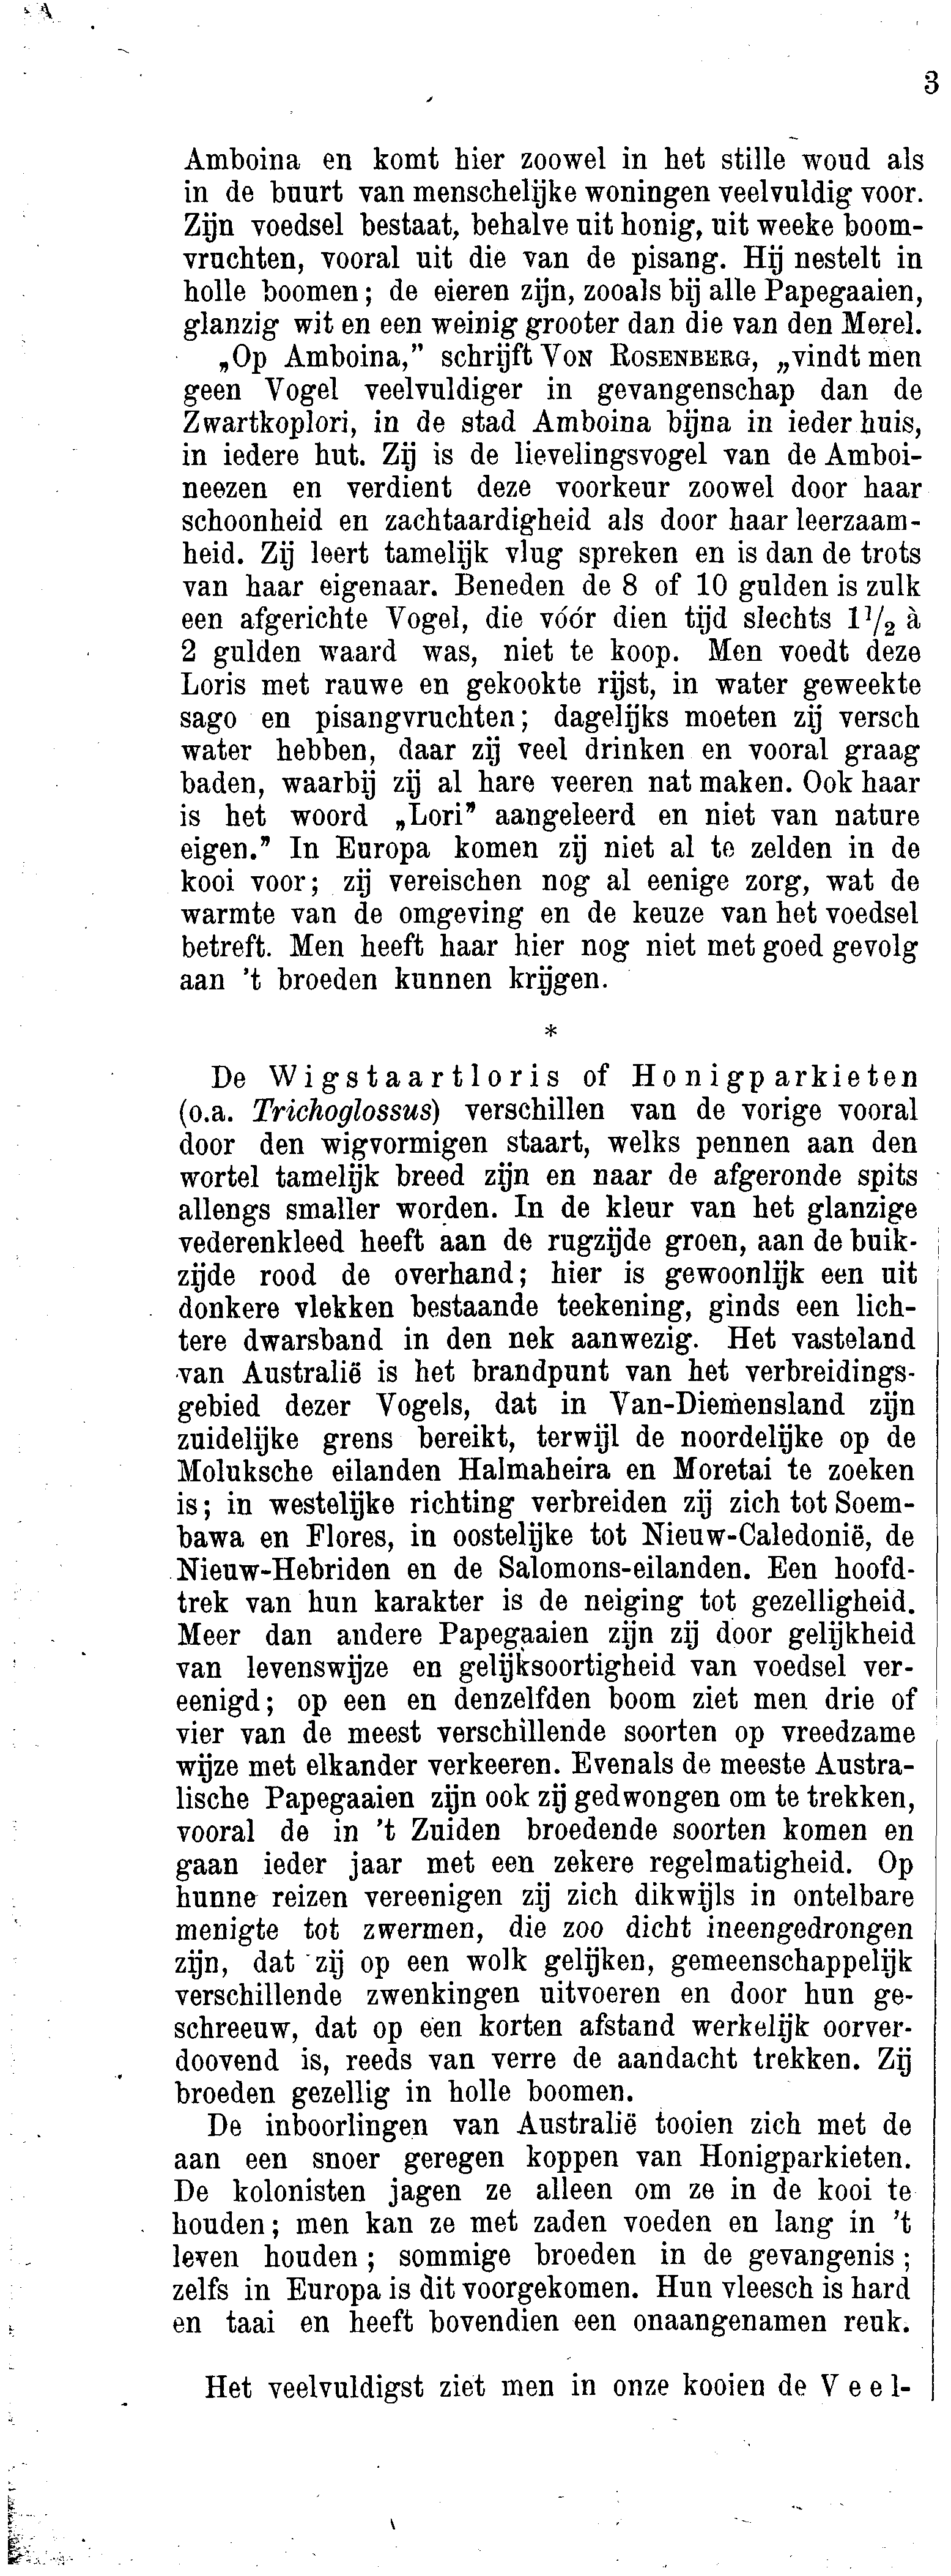 3
Amboina en komt hier zoowel in het stille woud als
in de buurt van menschelijke woningen veelvuldig voor.
Zijn voedsel bestaat, behalve uit honig, uit weeke boom-
vruchten, vooral uit die van de pisang. Hij nestelt in
holle boomen; de eieren zijn, zooals bij alle Papegaaien,
glanzig wit en een weinig grooter dan die van den Merel.
„Op Amboina,” schrijft VON ROSENBERG, „vindt men
geen Vogel veelvuldiger in gevangenschap dan de
Zwartkoplori, in de stad Amboina bijna in ieder huis,
in iedere hut. Zij is de lievelingsvogel van de Amboi-
neezen en verdient deze voorkeur zoowel door haar
schoonheid en zachtaardigheid als door haar leerzaam-
heid. Zij leert tamelijk vlug spreken en is dan de trots
van haar eigenaar. Beneden de 8 of 10 gulden is zulk
een afgerichte Vogel, die vóór dien tijd slechts 1½ à
2 gulden waard was, niet te koop. Men voedt deze
Loris met rauwe en gekookte rijst, in water geweekte
sago en pisangvruchten; dagelijks moeten zij versch
water hebben, daar zij veel drinken en vooral graag
baden, waarbij zij al hare veeren nat maken. Ook haar
is het woord „Lori” aangeleerd en niet van nature
eigen.” In Europa komen zij niet al te zelden in de
kooi voor; zij vereischen nog al eenige zorg, wat de
warmte van de omgeving en de keuze van het voedsel
betreft. Men heeft haar hier nog niet met goed gevolg
aan 't broeden kunnen krijgen.
*
De Wigstaartloris of Honigparkieten
(o.a. Trichoglossus) verschillen van de vorige vooral
door den wigvormigen staart, welks pennen aan den
wortel tamelijk breed zijn en naar de afgeronde spits
allengs smaller worden. In de kleur van het glanzige
vederenkleed heeft aan de rugzijde groen, aan de buik-
zijde rood de overhand; hier is gewoonlijk een uit
donkere vlekken bestaande teekening, ginds een lich-
tere dwarsband in den nek aanwezig. Het vasteland
van Australië is het brandpunt van het verbreidings-
gebied dezer Vogels, dat in Van-Diemensland zijn
zuidelijke grens bereikt, terwijl de noordelijke op de
Moluksche eilanden Halmaheira en Moretai te zoeken
is; in westelijke richting verbreiden zij zich tot Soem-
bawa en Flores, in oostelijke tot Nieuw-Caledonië, de
Nieuw-Hebriden en de Salomons-eilanden. Een hoofd-
trek van hun karakter is de neiging tot gezelligheid.
Meer dan andere Papegaaien zijn zij door gelijkheid
van levenswijze en gelijksoortigheid van voedsel ver-
eenigd; op een en denzelfden boom ziet men drie of
vier van de meest verschillende soorten op vreedzame
wijze met elkander verkeeren. Evenals de meeste Austra-
lische Papegaaien zijn ook zij gedwongen om te trekken,
vooral de in 't Zuiden broedende soorten komen en
gaan ieder jaar met een zekere regelmatigheid. Op
hunne reizen vereenigen zij zich dikwijls in ontelbare
menigte tot zwermen, die zoo dicht ineengedrongen
zijn, dat zij op een wolk gelijken, gemeenschappelijk
verschillende zwenkingen uitvoeren en door hun ge-
schreeuw, dat op een korten afstand werkelijk oorver-
doovend is, reeds van verre de aandacht trekken. Zij
broeden gezellig in holle boomen.
De inboorlingen van Australië tooien zich met de
aan een snoer geregen koppen van Honigparkieten.
De kolonisten jagen ze alleen om ze in de kooi te
houden; men kan ze met zaden voeden en lang in 't
leven houden; sommige broeden in de gevangenis;
zelfs in Europa is dit voorgekomen. Hun vleesch is hard
en taai en heeft bovendien een onaangenamen reuk.
Het veelvuldigst ziet men in onze kooien de Veel-